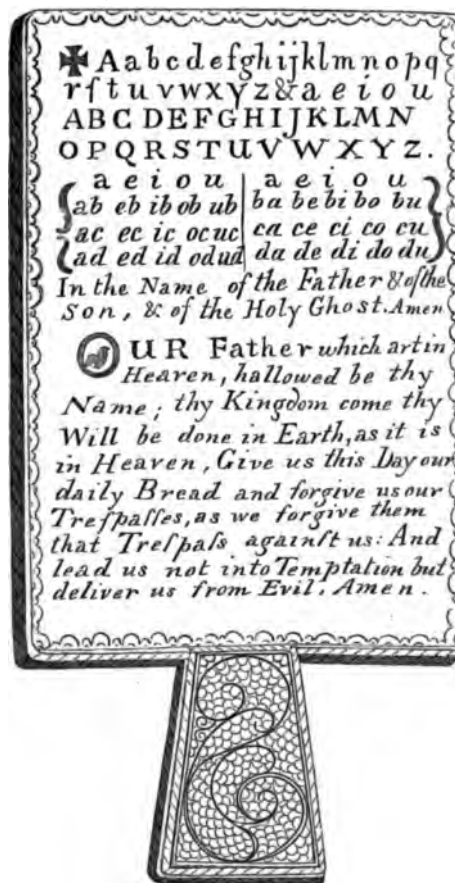 ✠ A a b c d e f g h i j k l m n o p q
r ſ t u v w x y z & a e i o u
A B C D E F G H I J K L M N
O P Q R S T U V W X Y Z .
a e i o u | a e i o u
ab eb ib ob ub | ba be bi bo bu
ac ec ic oc uc | ca ce ci co cu
ad ed id od ud | da de di do du
In the Name of the Father & of the
Son, & of the Holy Ghost. Amen
OUR Father which art in
Heaven, hallowed be thy
Name; thy Kingdom come thy
Will be done in Earth, as it is
in Heaven, Give us this Day our
daily Bread and forgive us our
Treſpaſſes, as we forgive them
that Treſpaſs againſt us: And
lead us not into Temptation but
deliver us from Evil. Amen.